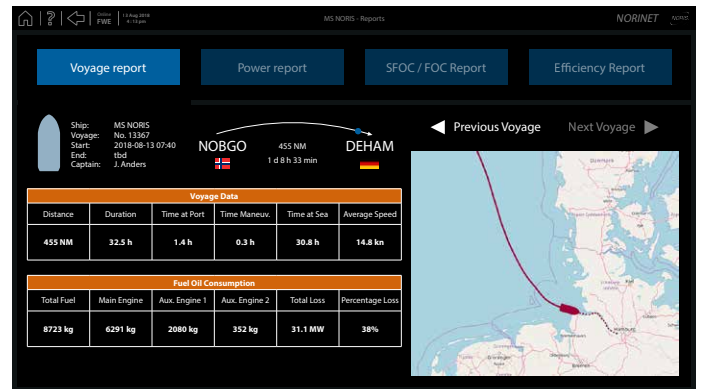 Online
FWE
13 Aug 2018
4:13 pm
MS NORIS - Reports
NORINET
NORIS
Voyage report
Power report
SFOC / FOC Report
Efficiency Report
Ship: MS NORIS
Voyage: No. 13367
Start: 2018-08-13 07:40
End: tbd
Captain: J. Anders
NOBGO
455 NM
1 d 8 h 33 min
DEHAM
Previous Voyage
Next Voyage
Voyage Data
Distance Duration Time at Port Time Maneuv. Time at Sea Average Speed
455 NM 32.5 h 1.4 h 0.3 h 30.8 h 14.8 kn
Fuel Oil Consumption
Total Fuel Main Engine Aux. Engine 1 Aux. Engine 2 Total Loss Percentage Loss
8723 kg 6291 kg 2080 kg 352 kg 31.1 MW 38%
Hamburg
Bremen
Groningen